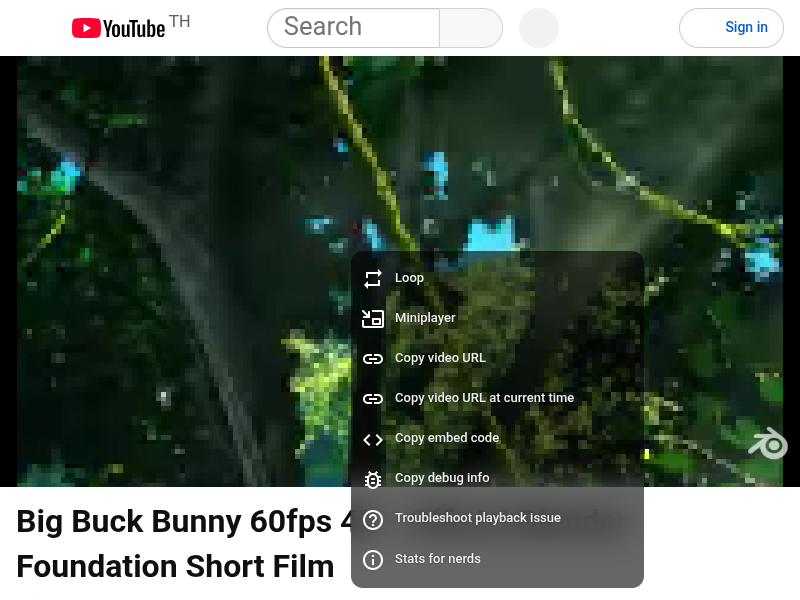 YouTube TH
Search
Sign in
Loop
Miniplayer
Copy video URL
Copy video URL at current time
Copy embed code
Copy debug info
Troubleshoot playback issue
Stats for nerds
Big Buck Bunny 60fps
Foundation Short Film